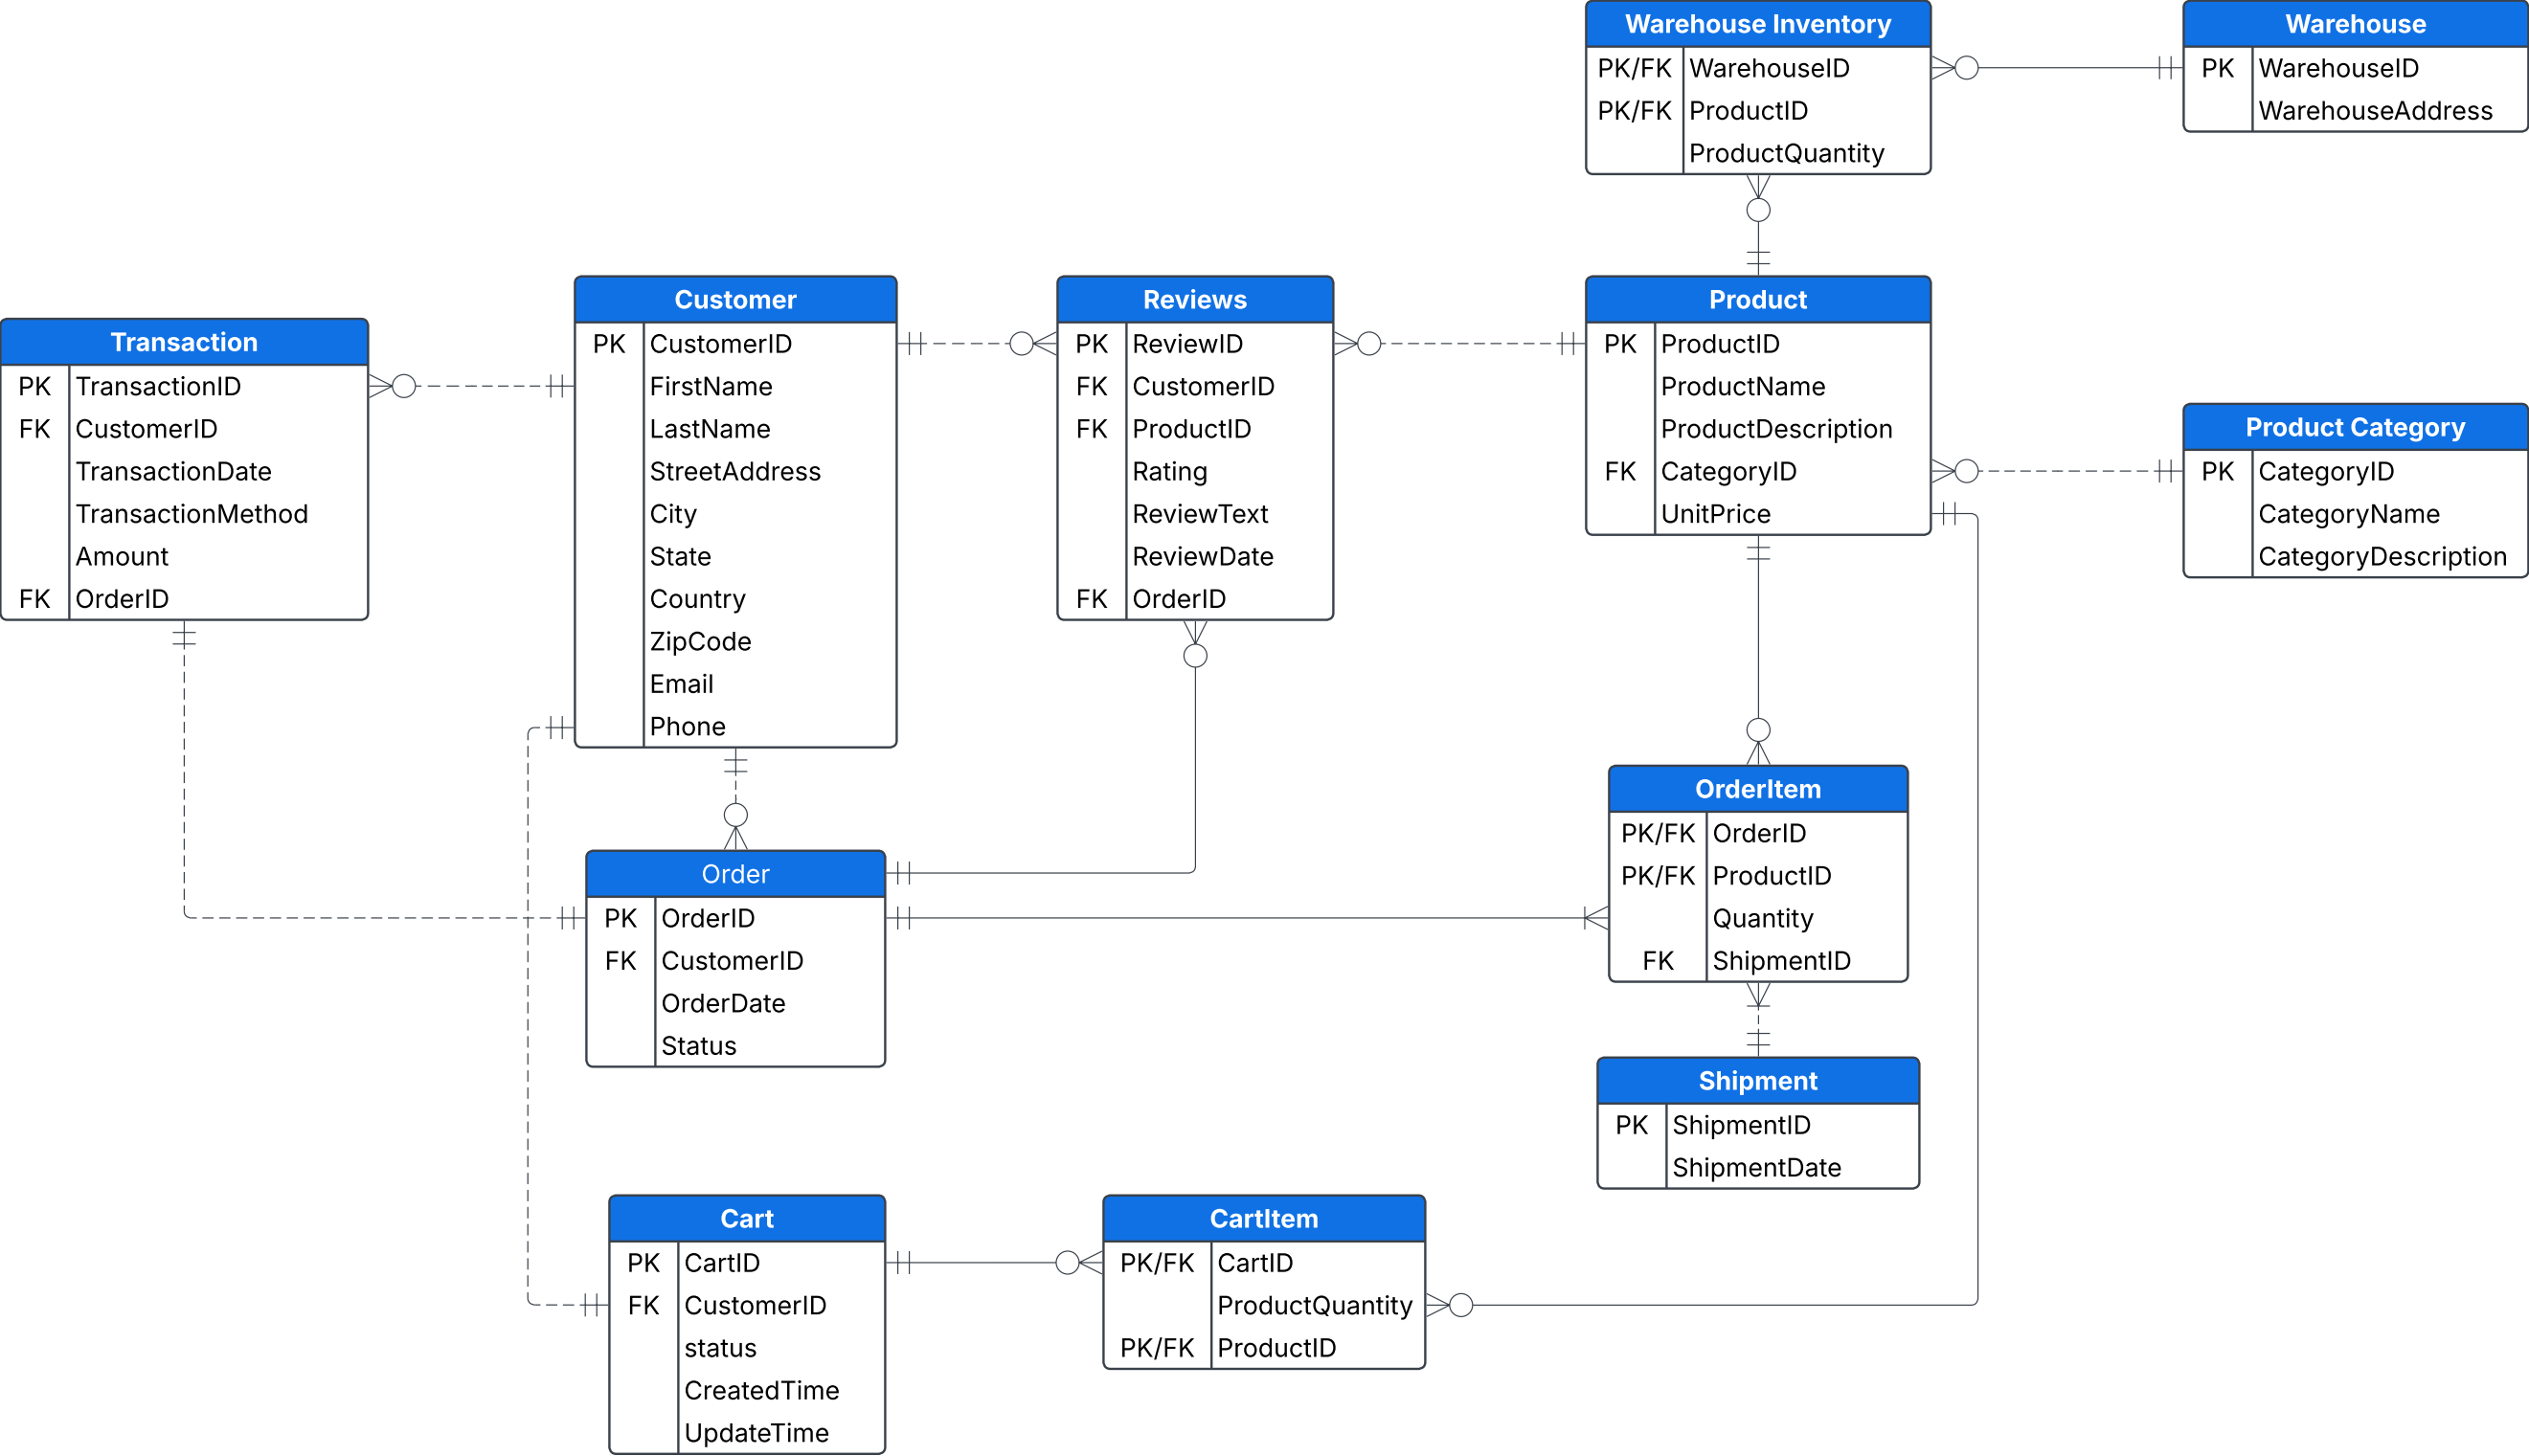 Warehouse Inventory
PK/FK WarehouseID
PK/FK ProductID
ProductQuantity
Warehouse
PK WarehouseID
WarehouseAddress
Transaction
PK TransactionID
FK CustomerID
TransactionDate
TransactionMethod
Amount
FK OrderID
Customer
PK CustomerID
FirstName
LastName
StreetAddress
City
State
Country
ZipCode
Email
Phone
Reviews
PK ReviewID
FK CustomerID
FK ProductID
Rating
ReviewText
ReviewDate
FK OrderID
Product
PK ProductID
ProductName
ProductDescription
FK CategoryID
UnitPrice
Product Category
PK CategoryID
CategoryName
CategoryDescription
Order
PK OrderID
FK CustomerID
OrderDate
Status
OrderItem
PK/FK OrderID
PK/FK ProductID
Quantity
FK ShipmentID
Shipment
PK ShipmentID
ShipmentDate
Cart
PK CartID
FK CustomerID
status
CreatedTime
UpdateTime
CartItem
PK/FK CartID
ProductQuantity
PK/FK ProductID